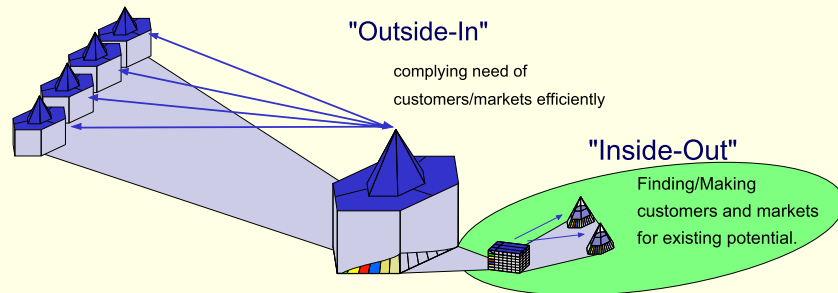 "Outside-In"
complying need of
customers/markets efficiently
"Inside-Out"
Finding/Making
customers and markets
for existing potential.